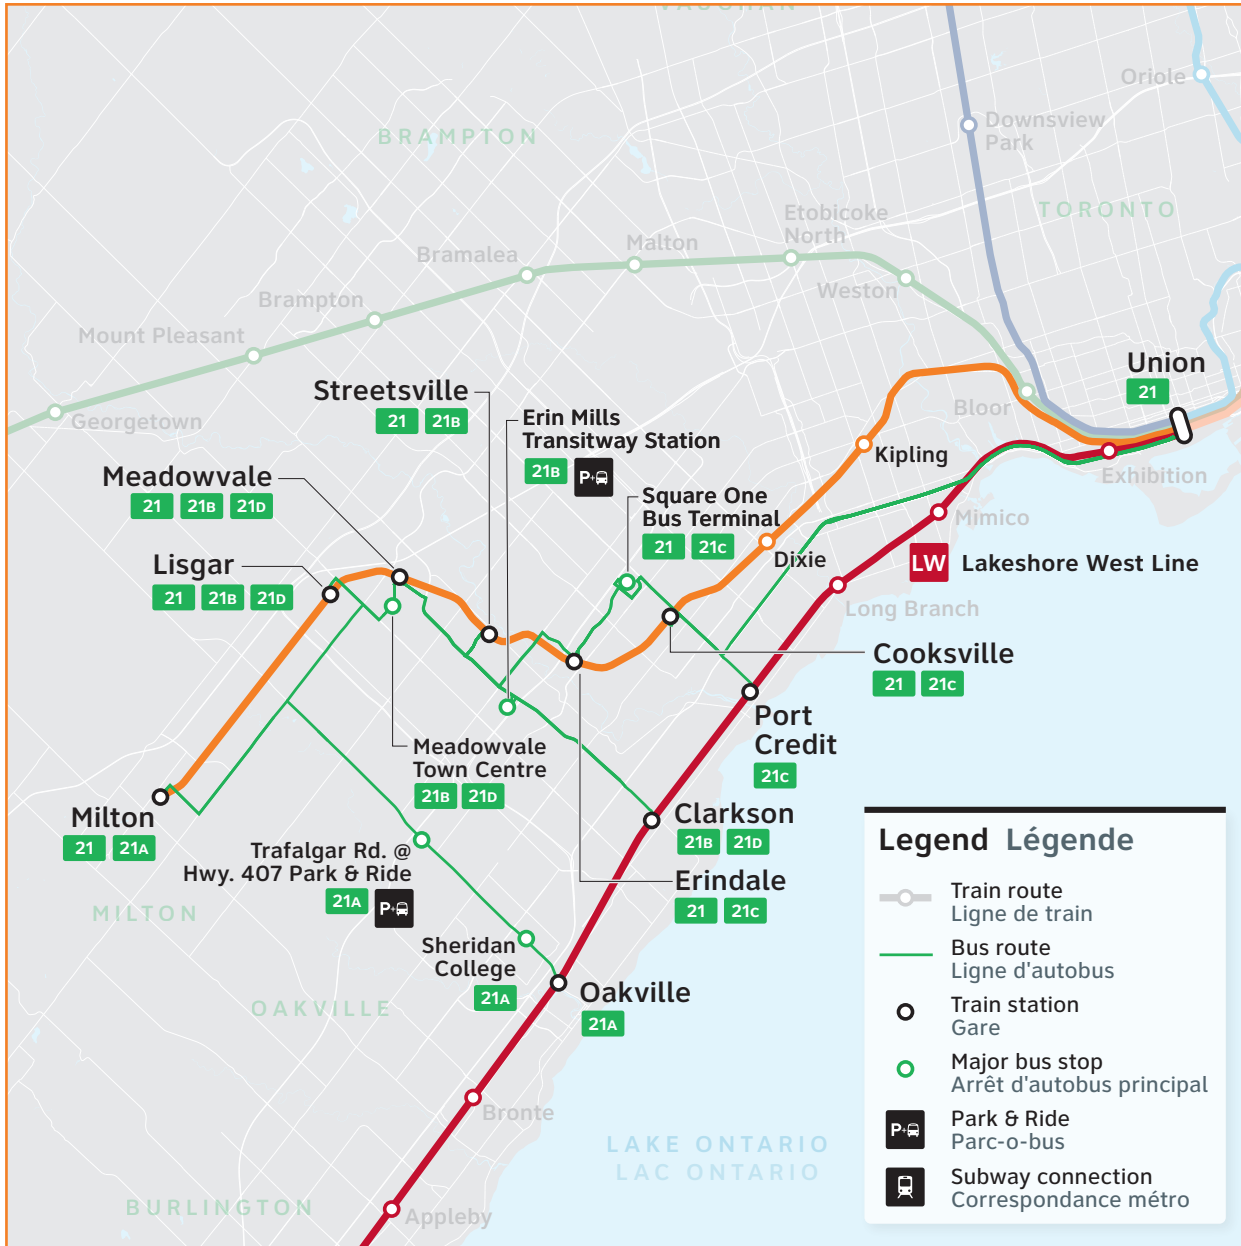 VAUGHAN
Oriole
Downsview
Park
BRAMPTON
TORONTO
Etobicoke
North
Malton
Bramalea
Weston
Brampton
Mount Pleasant
Georgetown
Union
21
Bloor
Exhibition
Streetsville
21 21B
Erin Mills
Transitway Station
21B P+
Kipling
Meadowvale
21 21B 21D
Square One
Bus Terminal
21 21C
Mimico
Dixie
LW Lakeshore West Line
Lisgar
21 21B 21D
Long Branch
Cooksville
21 21C
Port
Credit
21C
Meadowvale
Town Centre
21B 21D
Milton
21 21A
Clarkson
21B 21D
Trafalgar Rd. @
Hwy. 407 Park & Ride
21A P+
Erindale
21 21C
MILTON
Sheridan
College
21A
Oakville
21A
OAKVILLE
Bronte
LAKE ONTARIO
LAC ONTARIO
BURLINGTON
Appleby
Legend Légende
Train route
Ligne de train
Bus route
Ligne d'autobus
Train station
Gare
Major bus stop
Arrêt d'autobus principal
P+ Park & Ride
Parc-o-bus
Subway connection
Correspondance métro